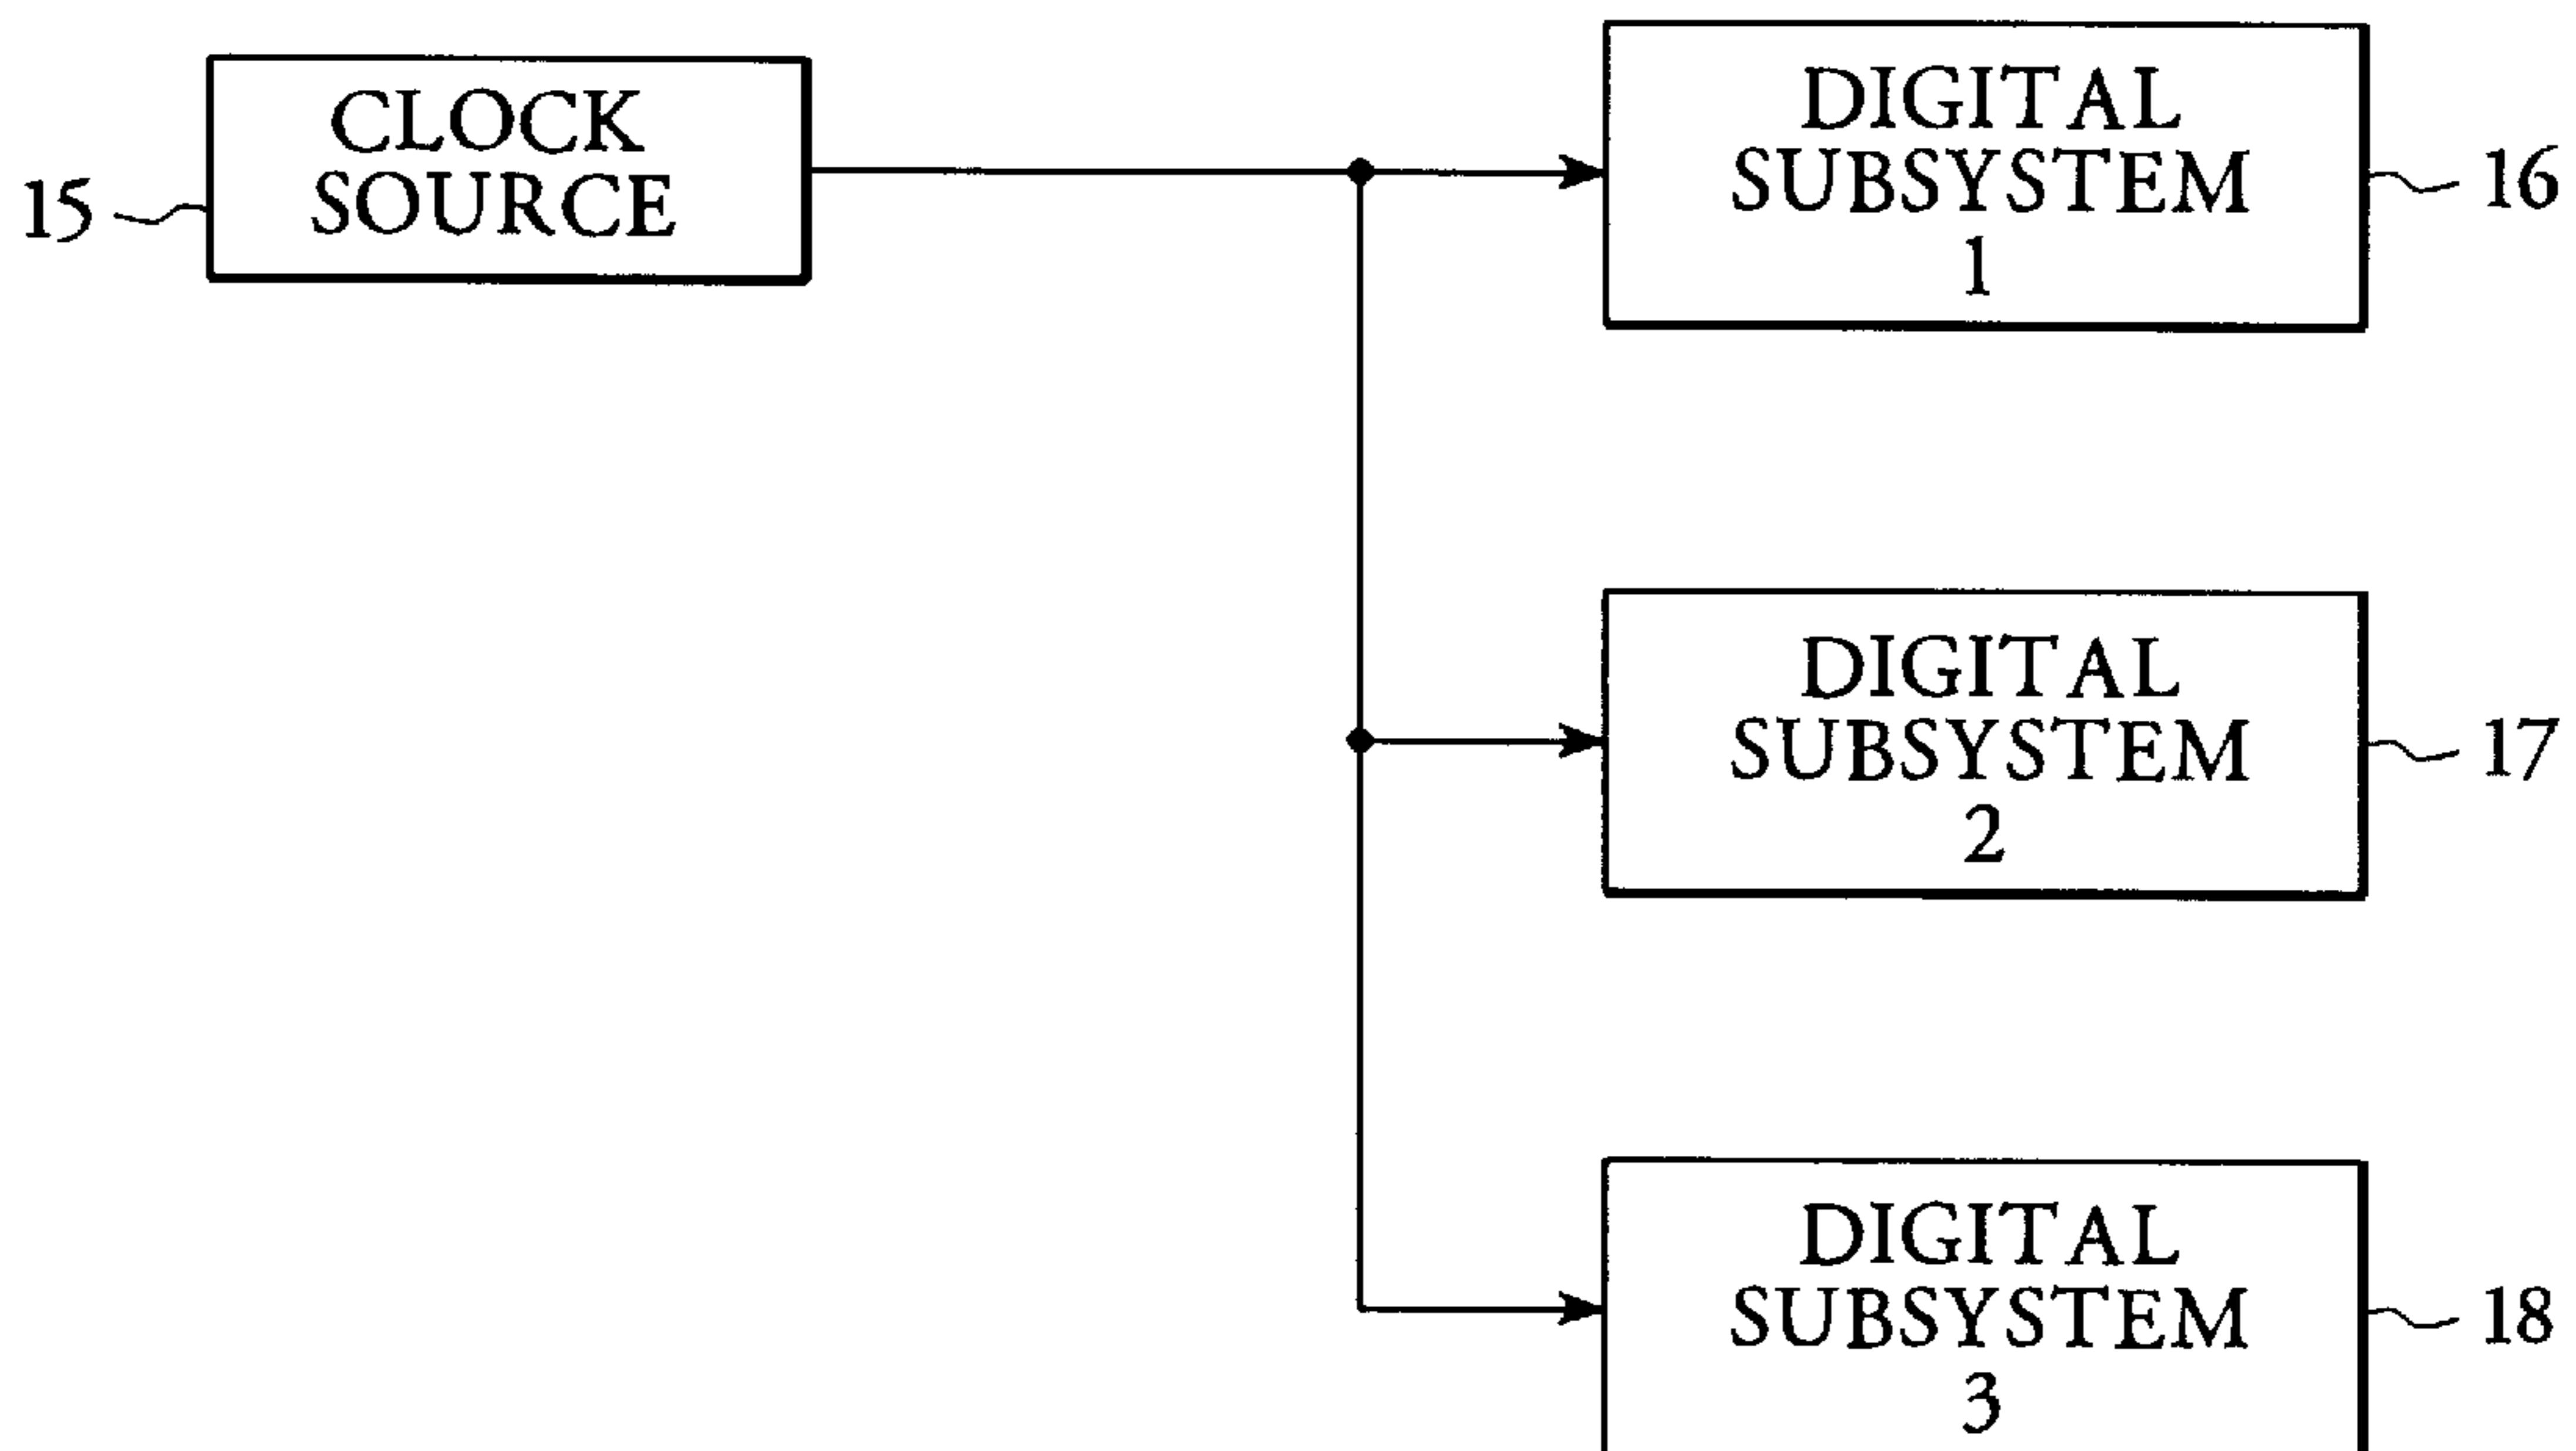 CLOCK
SOURCE
15
DIGITAL
SUBSYSTEM
1
16
DIGITAL
SUBSYSTEM
2
17
DIGITAL
SUBSYSTEM
3
18